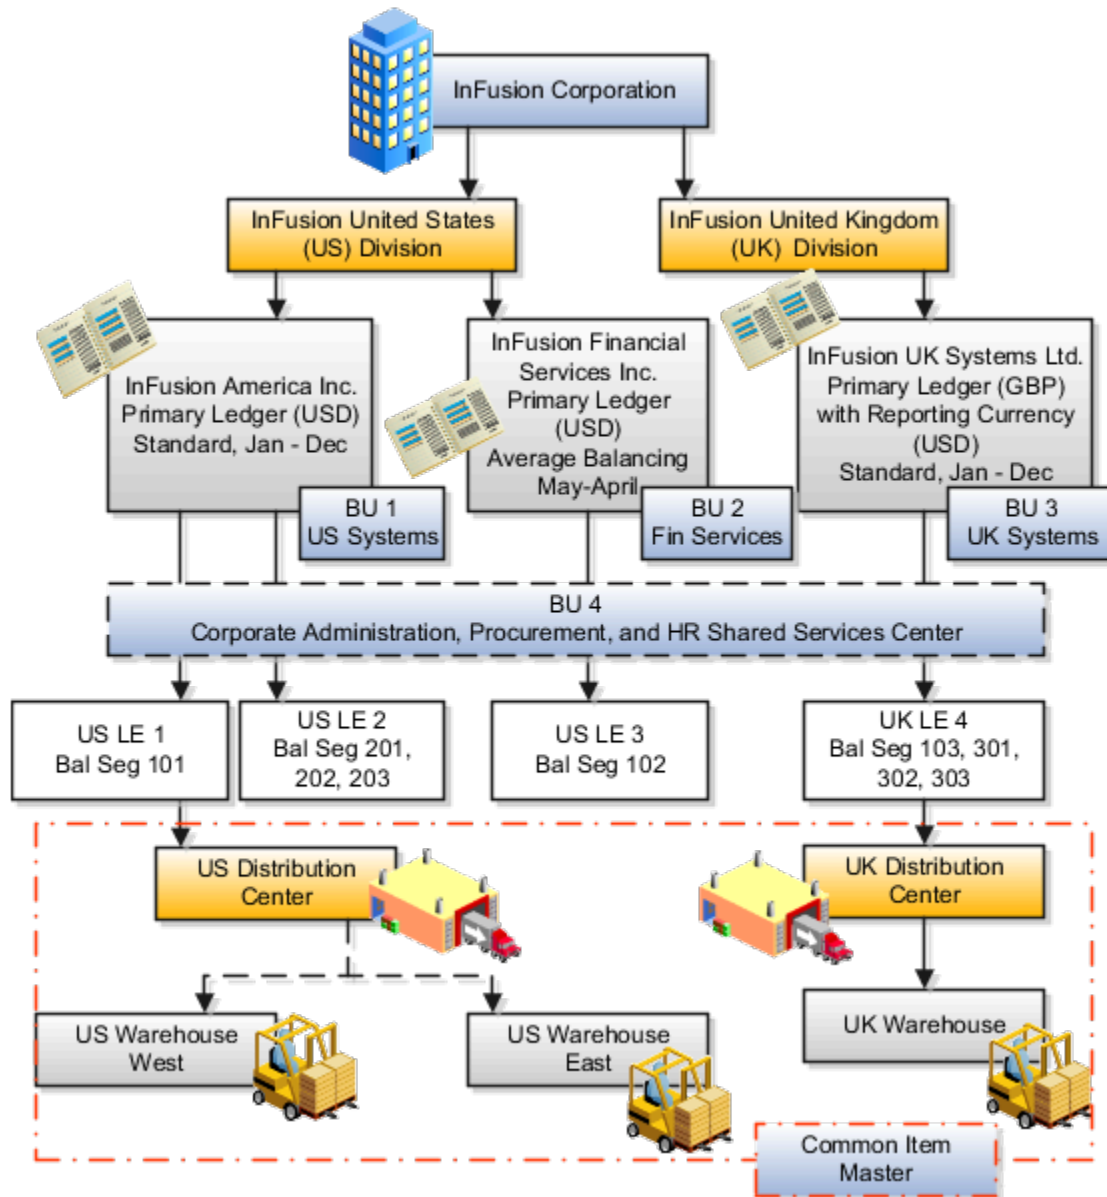 InFusion Corporation
InFusion United States
(US) Division
InFusion United Kingdom
(UK)  Division
InFusion America Inc.
Primary Ledger (USD)
Standard, Jan - Dec
BU 1
US Systems
InFusion Financial
Services Inc.
Primary Ledger
(USD)
Average Balancing
May-April
BU 2
Fin Services
InFusion UK Systems Ltd.
Primary Ledger (GBP)
with Reporting Currency
(USD)
Standard, Jan - Dec
BU 3
UK Systems
BU 4
Corporate Administration, Procurement, and HR Shared Services Center
US LE 1
Bal Seg 101
US LE 2
Bal Seg 201,
202, 203
US LE 3
Bal Seg 102
UK LE 4
Bal Seg 103, 301,
302, 303
US Distribution
Center
UK Distribution
Center
US Warehouse
West
US Warehouse
East
UK Warehouse
Common Item
Master